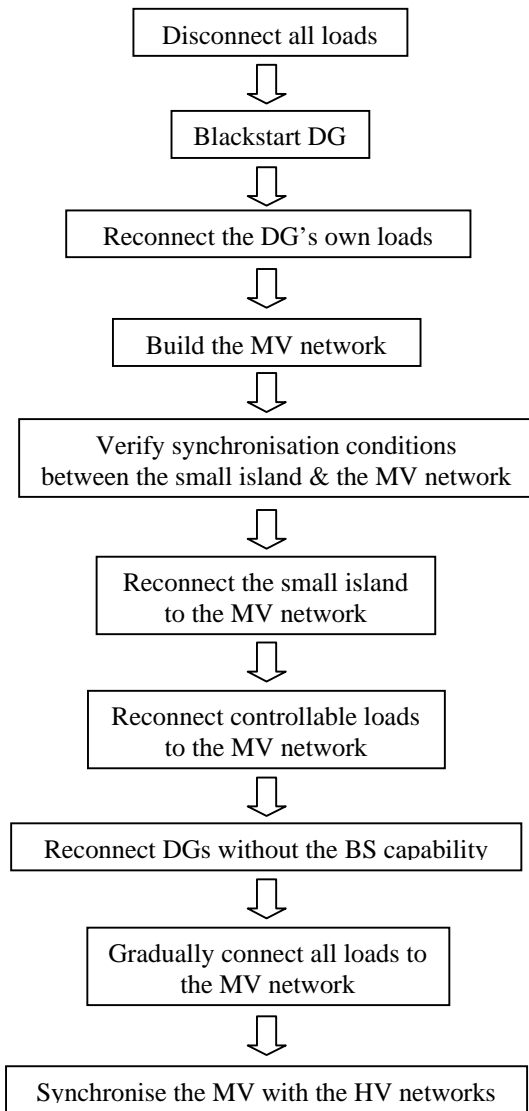 Disconnect all loads
Blackstart DG
Reconnect the DG’s own loads
Build the MV network
Verify synchronisation conditions
between the small island & the MV network
Reconnect the small island
to the MV network
Reconnect controllable loads
to the MV network
Reconnect DGs without the BS capability
Gradually connect all loads to
the MV network
Synchronise the MV with the HV networks